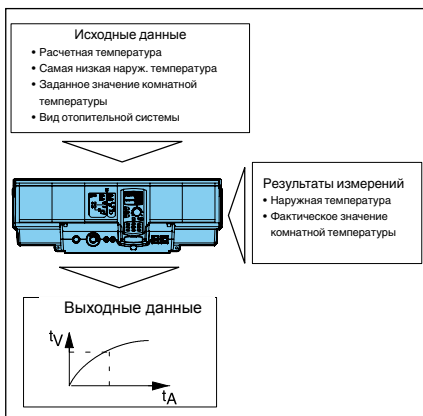 Исходные данные
• Расчетная температура
• Самая низкая наруж. температура
• Заданное значение комнатной
температуры
• Вид отопительной системы
Результаты измерений
• Наружная температура
• Фактическое значение
комнатной температуры
Выходные данные
tV
tA